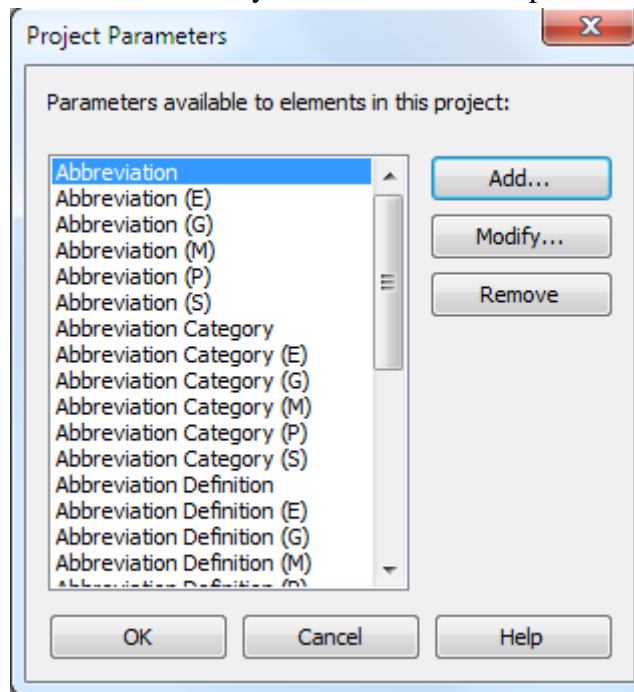 Project Parameters
Parameters available to elements in this project:
Abbreviation
Abbreviation (E)
Abbreviation (G)
Abbreviation (M)
Abbreviation (P)
Abbreviation (S)
Abbreviation Category
Abbreviation Category (E)
Abbreviation Category (G)
Abbreviation Category (M)
Abbreviation Category (P)
Abbreviation Category (S)
Abbreviation Definition
Abbreviation Definition (E)
Abbreviation Definition (G)
Abbreviation Definition (M)
Abbreviation Definition (P)
Add...
Modify...
Remove
OK
Cancel
Help